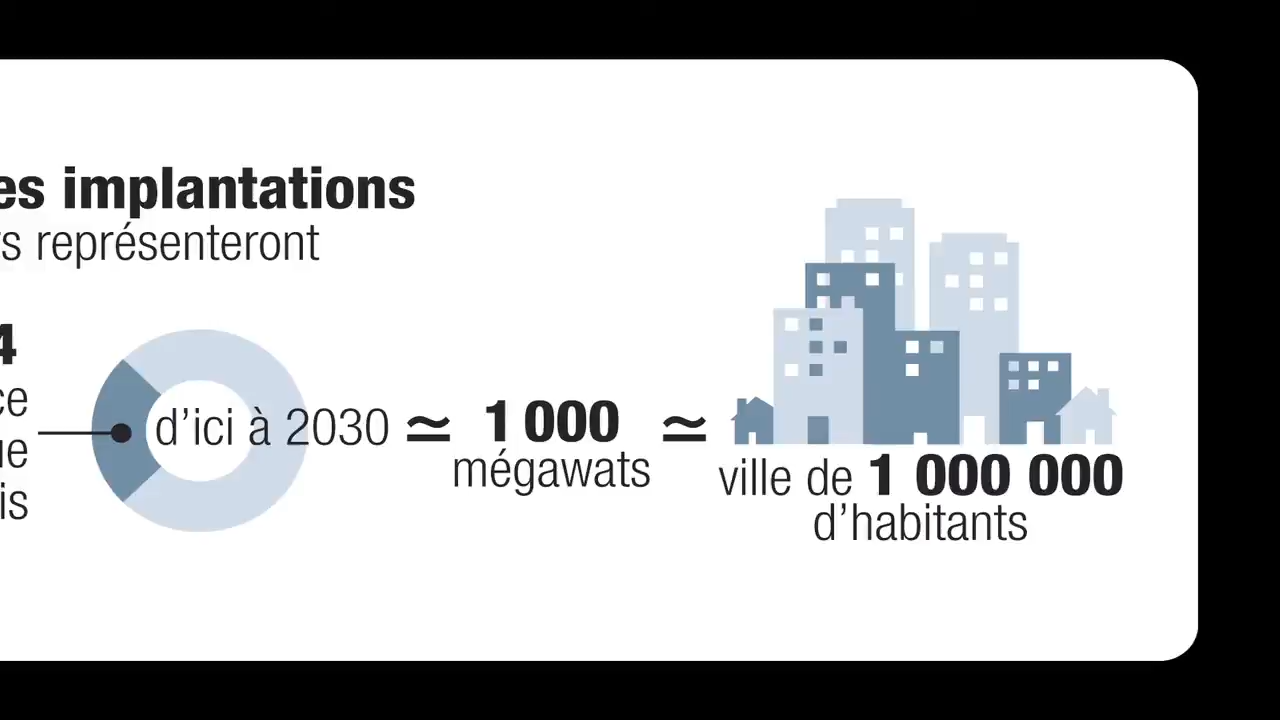 es implantations
s représenteront
4
ce
d'ici à 2030 ≃ 1 000 ≃
ue
mégawats
ville de 1 000 000
is
d'habitants